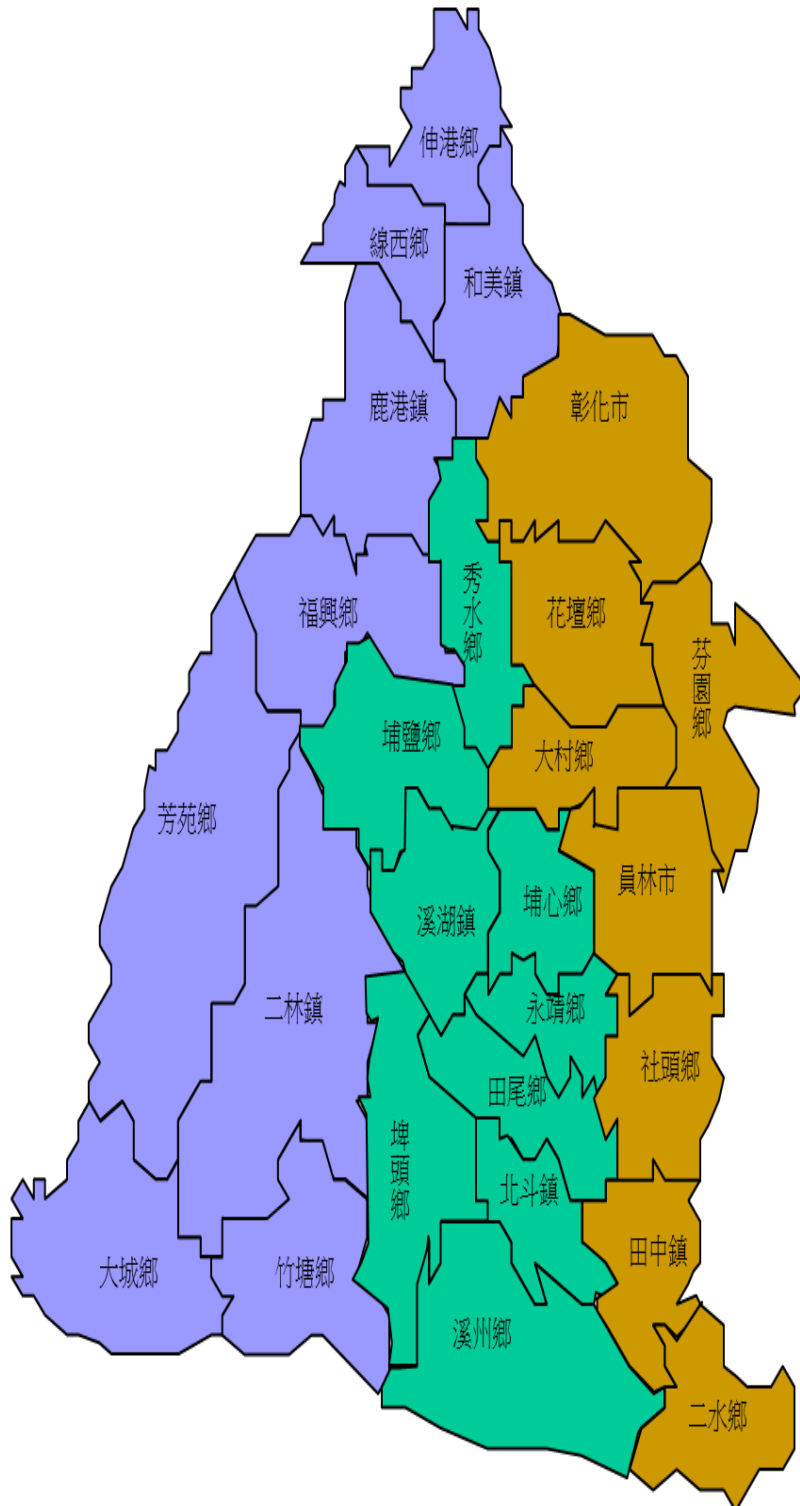 伸港鄉
線西鄉
和美鎮
鹿港鎮
彰化市
秀水鄉
福興鄉
花壇鄉
芬園鄉
埔鹽鄉
大村鄉
芳苑鄉
員林市
溪湖鎮
埔心鄉
二林鎮
永靖鄉
社頭鄉
田尾鄉
埤頭鄉
北斗鎮
田中鎮
大城鄉
竹塘鄉
溪州鄉
二水鄉